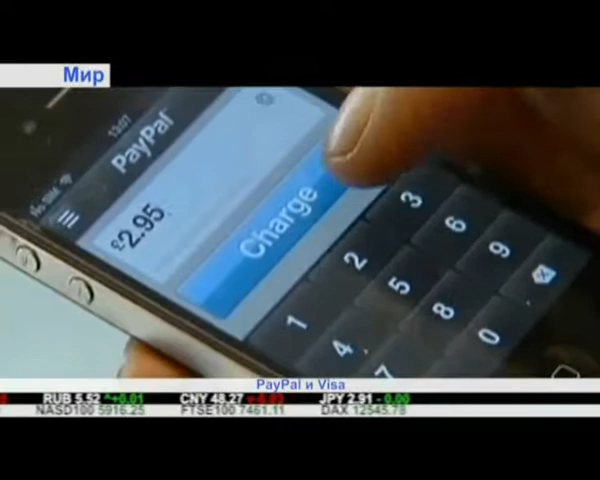 Мир
13:07
PayPal
£2.95
Charge
1 2 3
4 5 6
7 8 9
0
PayPal и Visa
RUB 5.52 +0.01 CNY 48.27 JPY 2.91 - 0.00
NASD100 5916.25 FTSE100 7461.11 DAX 12545.78